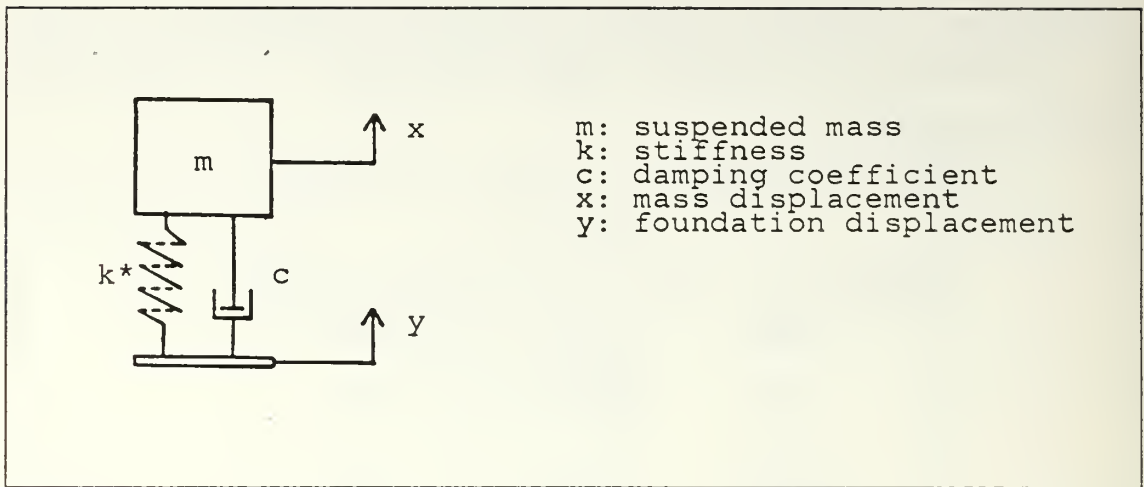 x
m
m: suspended mass
k: stiffness
c: damping coefficient
x: mass displacement
y: foundation displacement
k*
c
y